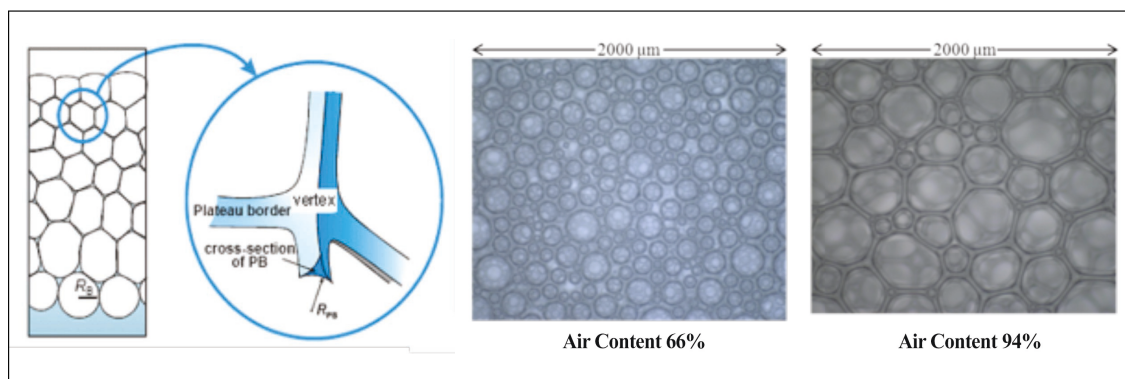 R_B
Plateau border
vertex
cross-section
of PB
R_PB
2000 µm
Air Content 66%
2000 µm
Air Content 94%